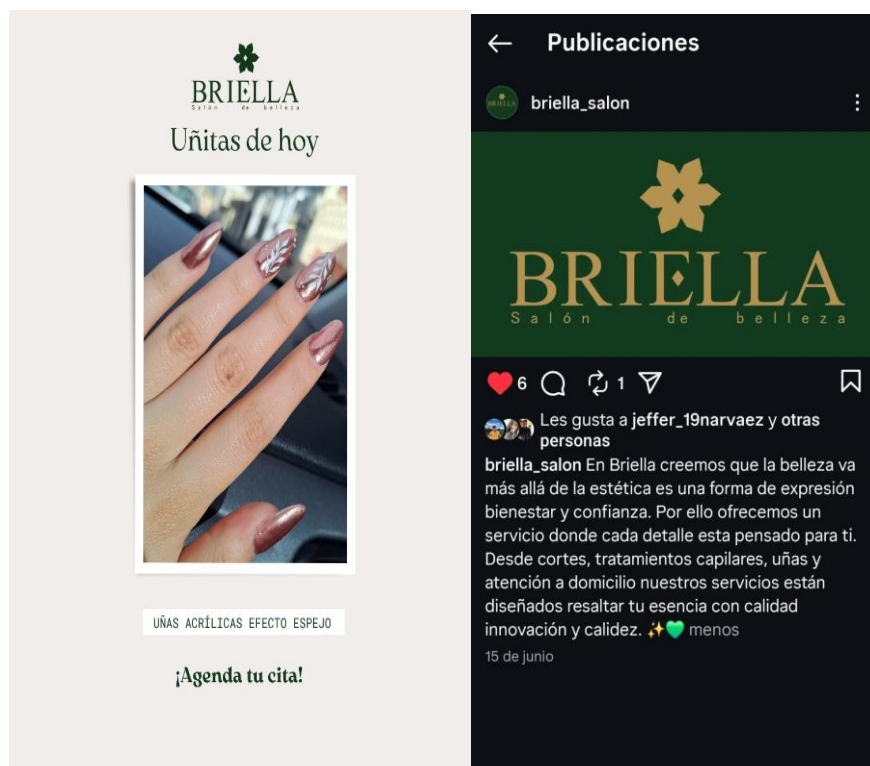 BRIELLA
Salón de belleza
Uñitas de hoy
UÑAS ACRÍLICAS EFECTO ESPEJO
¡Agenda tu cita!
Publicaciones
BRIELLA
briella_salon
BRIELLA
Salón de belleza
6
1
Les gusta a jeffer_19narvaez y otras
personas
briella_salon En Briella creemos que la belleza va
más allá de la estética es una forma de expresión
bienestar y confianza. Por ello ofrecemos un
servicio donde cada detalle esta pensado para ti.
Desde cortes, tratamientos capilares, uñas y
atención a domicilio nuestros servicios están
diseñados resaltar tu esencia con calidad
innovación y calidez. ✨💚 menos
15 de junio